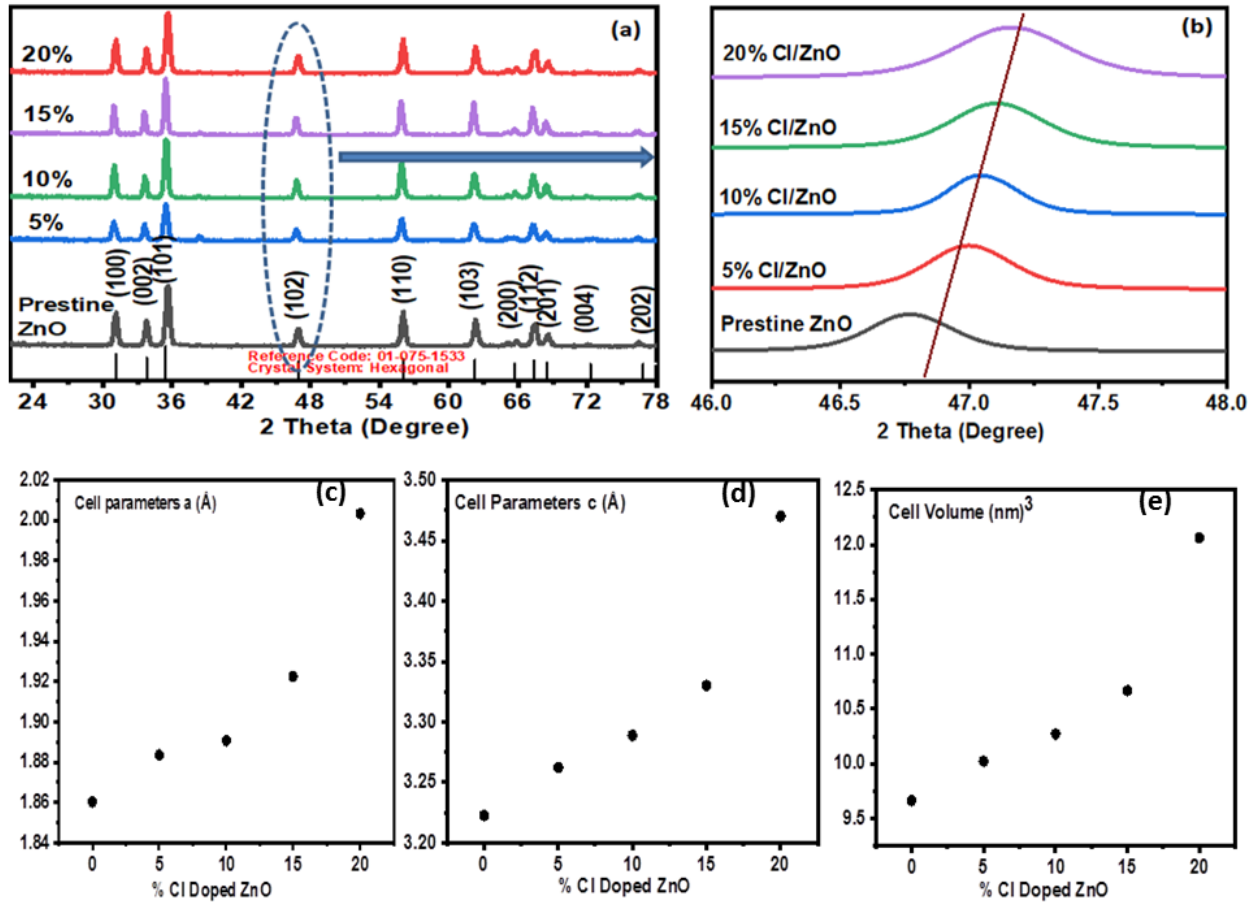 (a)
20%
15%
10%
5%
Prestine
ZnO
(100)
(002)
(101)
(102)
(110)
(103)
(200)
(112)
(201)
(004)
(202)
Reference Code: 01-075-1533
Crystal System: Hexagonal
24 30 36 42 48 54 60 66 72 78
2 Theta (Degree)
(b)
20% Cl/ZnO
15% Cl/ZnO
10% Cl/ZnO
5% Cl/ZnO
Prestine ZnO
46.0 46.5 47.0 47.5 48.0
2 Theta (Degree)
(c)
Cell parameters a (Å)
2.02
2.00
1.98
1.96
1.94
1.92
1.90
1.88
1.86
1.84
0 5 10 15 20
% Cl Doped ZnO
(d)
Cell Parameters c (Å)
3.50
3.45
3.40
3.35
3.30
3.25
3.20
0 5 10 15 20
% Cl Doped ZnO
(e)
Cell Volume (nm)³
12.5
12.0
11.5
11.0
10.5
10.0
9.5
0 5 10 15 20
% Cl Doped ZnO